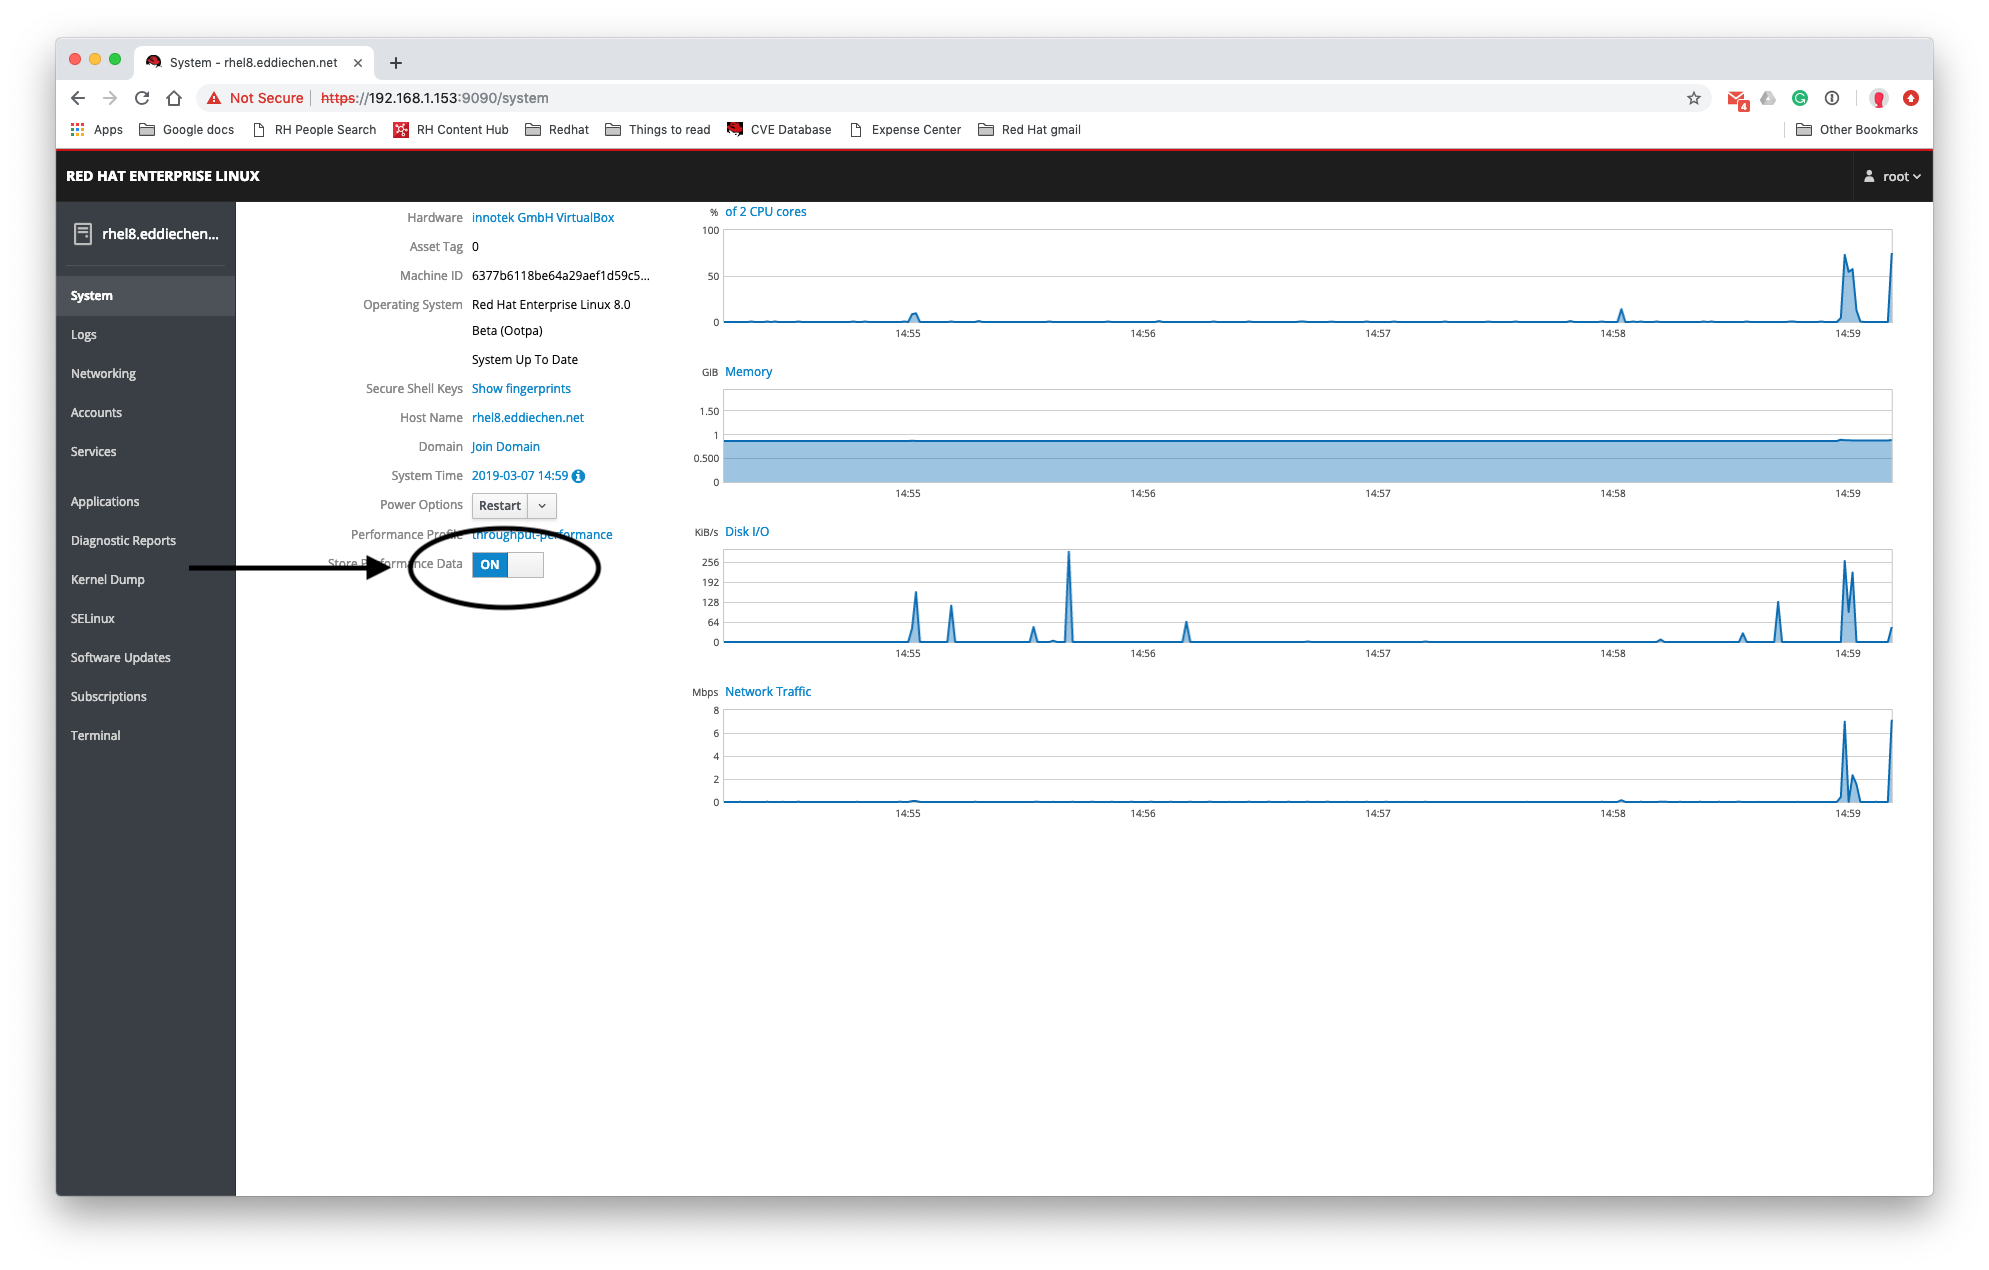 System - rhel8.eddiechen.net
Not Secure https://192.168.1.153:9090/system
4
Apps Google docs RH People Search RH Content Hub Redhat Things to read CVE Database Expense Center Red Hat gmail Other Bookmarks
RED HAT ENTERPRISE LINUX
root
rhel8.eddiechen...
System
Logs
Networking
Accounts
Services
Applications
Diagnostic Reports
Kernel Dump
SELinux
Software Updates
Subscriptions
Terminal
Hardware innotek GmbH VirtualBox
Asset Tag 0
Machine ID 6377b6118be64a29aef1d59c5...
Operating System Red Hat Enterprise Linux 8.0
Beta (Ootpa)
System Up To Date
Secure Shell Keys Show fingerprints
Host Name rhel8.eddiechen.net
Domain Join Domain
System Time 2019-03-07 14:59
Power Options Restart
Performance Profile throughput-performance
Store Performance Data ON
% of 2 CPU cores
100
50
0
14:55 14:56 14:57 14:58 14:59
GiB Memory
1.50
1
0.500
0
14:55 14:56 14:57 14:58 14:59
KiB/s Disk I/O
256
192
128
64
0
14:55 14:56 14:57 14:58 14:59
Mbps Network Traffic
8
6
4
2
0
14:55 14:56 14:57 14:58 14:59